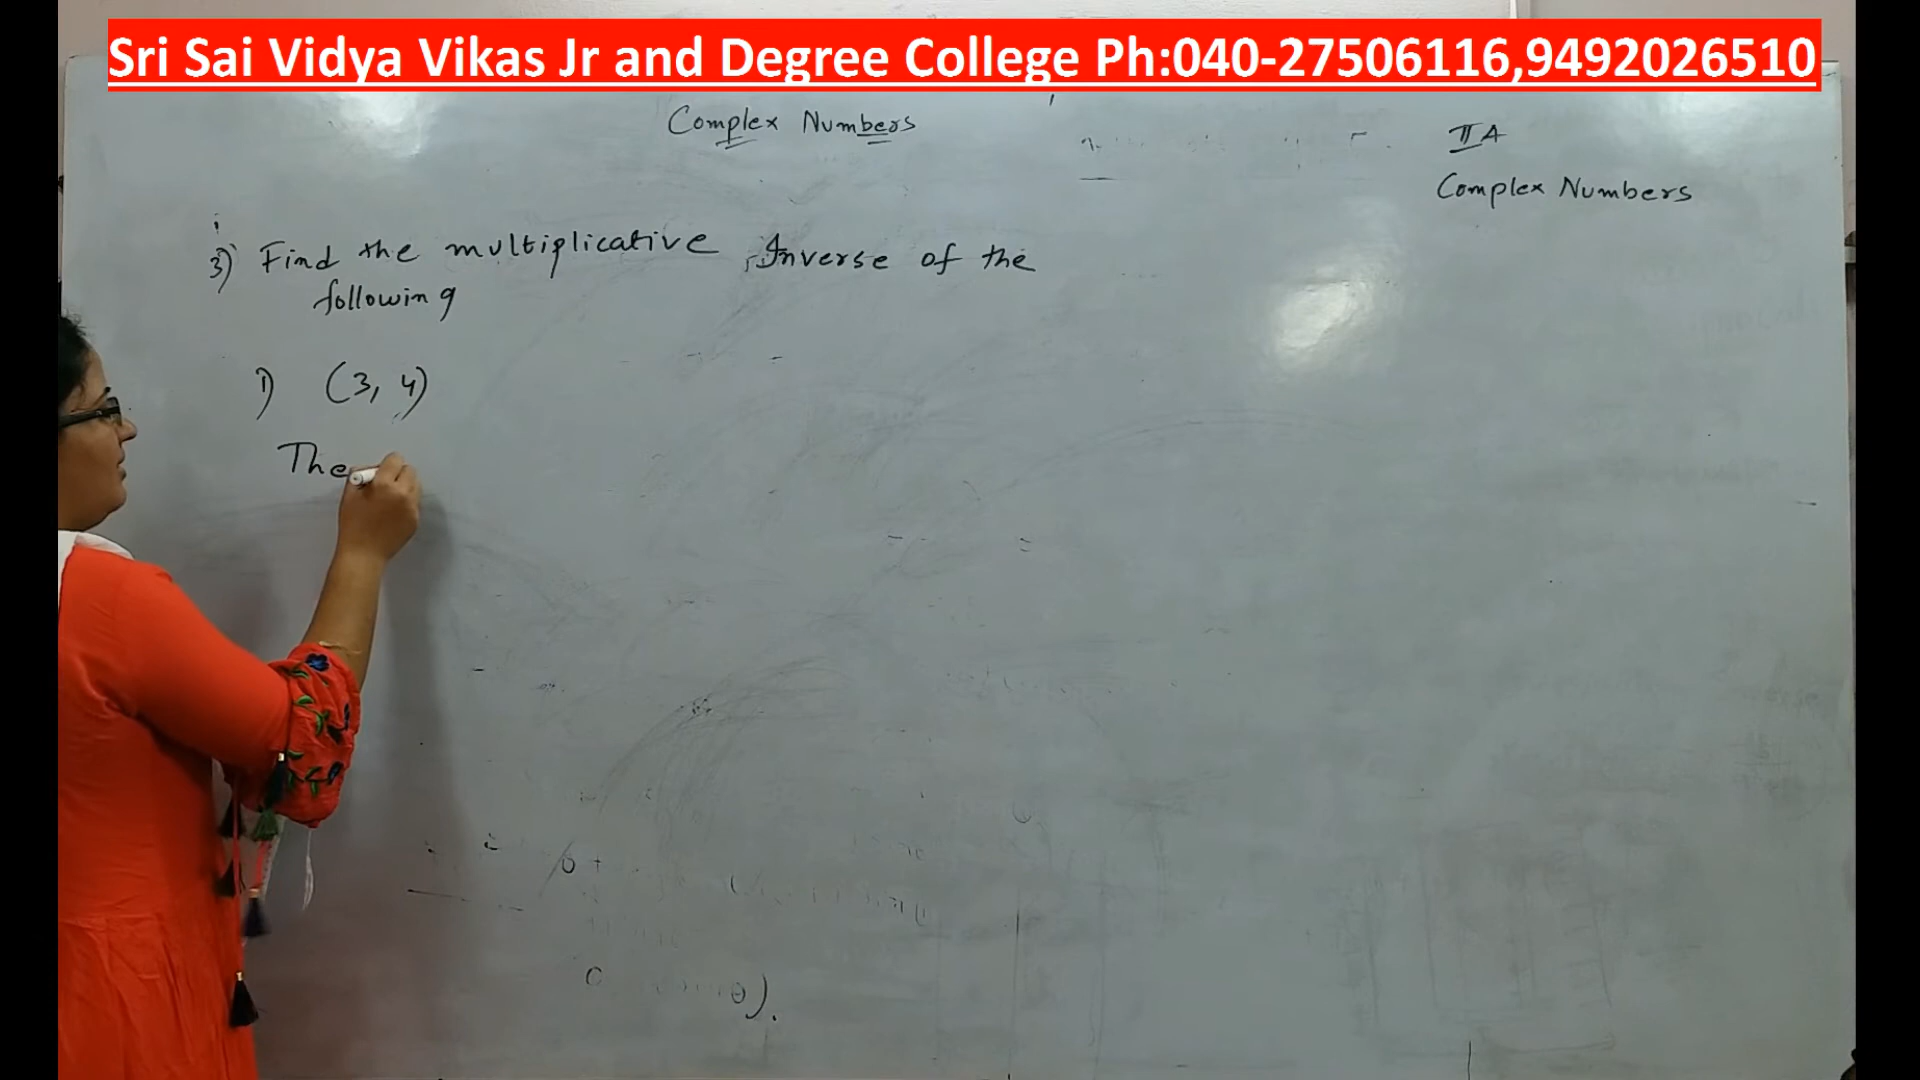 Sri Sai Vidya Vikas Jr and Degree College Ph:040-27506116,9492026510
Complex Numbers
II A
Complex Numbers
3) Find the multiplicative Inverse of the
following
1) (3, 4)
The